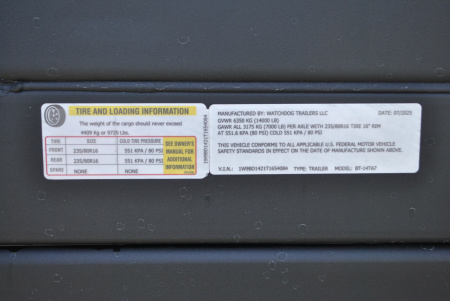 TIRE AND LOADING INFORMATION
The weight of the cargo should never exceed
4409 Kg or 9720 Lbs.
TIRE SIZE COLD TIRE PRESSURE
FRONT 235/80R16 551 KPA / 80 PSI
REAR 235/80R16 551 KPA / 80 PSI
SPARE NONE NONE
SEE OWNER'S
MANUAL FOR
ADDITIONAL
INFORMATION
MANUFACTURED BY: WATCHDOG TRAILERS LLC DATE: 07/2025
GVWR 6350 KG (14000 LB)
GAWR ALL 3175 KG (7000 LB) PER AXLE WITH 235/80R16 TIRE 16" RIM
AT 551.6 KPA (80 PSI) COLD 551 KPA / 80 PSI
THIS VEHICLE CONFORMS TO ALL APPLICABLE U.S. FEDERAL MOTOR VEHICLE
SAFETY STANDARDS IN EFFECT ON THE DATE OF MANUFACTURE SHOWN ABOVE.
V.I.N.: TYPE: TRAILER MODEL: BT-14?67